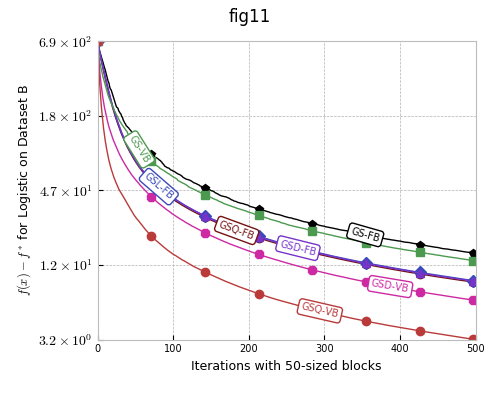 fig11
6.9 × 10²
1.8 × 10²
4.7 × 10¹
1.2 × 10¹
3.2 × 10⁰
f(x) − f* for Logistic on Dataset B
GS-VB
GSL-FB
GSQ-FB
GSD-FB
GS-FB
GSD-VB
GSQ-VB
0 100 200 300 400 500
Iterations with 50-sized blocks